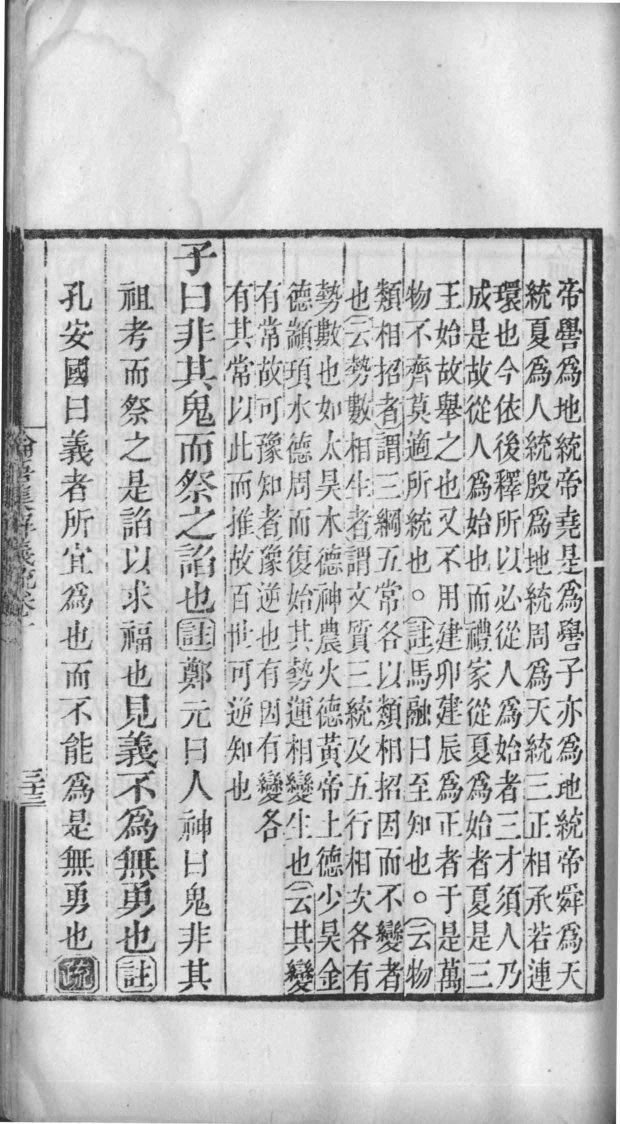 帝嚳爲地統帝堯是爲嚳子亦爲地統帝舜爲天
統夏爲人統殷爲地統周爲天統三正相承若連
環也今依後釋所以必從人爲始者三才須人乃
成是故從人爲始也而禮家從夏爲始者夏是三
王始故舉之也又不用建卯建辰爲正者于是萬
物不齊莫適所統也。註馬融曰至知也。云物
類相招者謂三綱五常各以類相招因而不變者
也云勢數相生者謂文質三統及五行相次各有
勢數也如太昊木德神農火德黃帝土德少昊金
德顓頊水德周而復始其勢運相變生也云其變
有常故可豫知者豫逆也有因有變各
有其常以此而推故百世可逆知也
子曰非其鬼而祭之諂也註鄭元曰人神曰鬼非其
祖考而祭之是諂以求福也見義不爲無勇也註
孔安國曰義者所宜爲也而不能爲是無勇也疏
論語集解義疏卷一
三十三